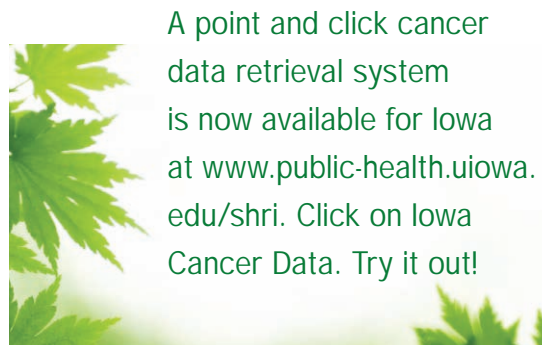 A point and click cancer
data retrieval system
is now available for Iowa
at www.public-health.uiowa.
edu/shri. Click on Iowa
Cancer Data. Try it out!